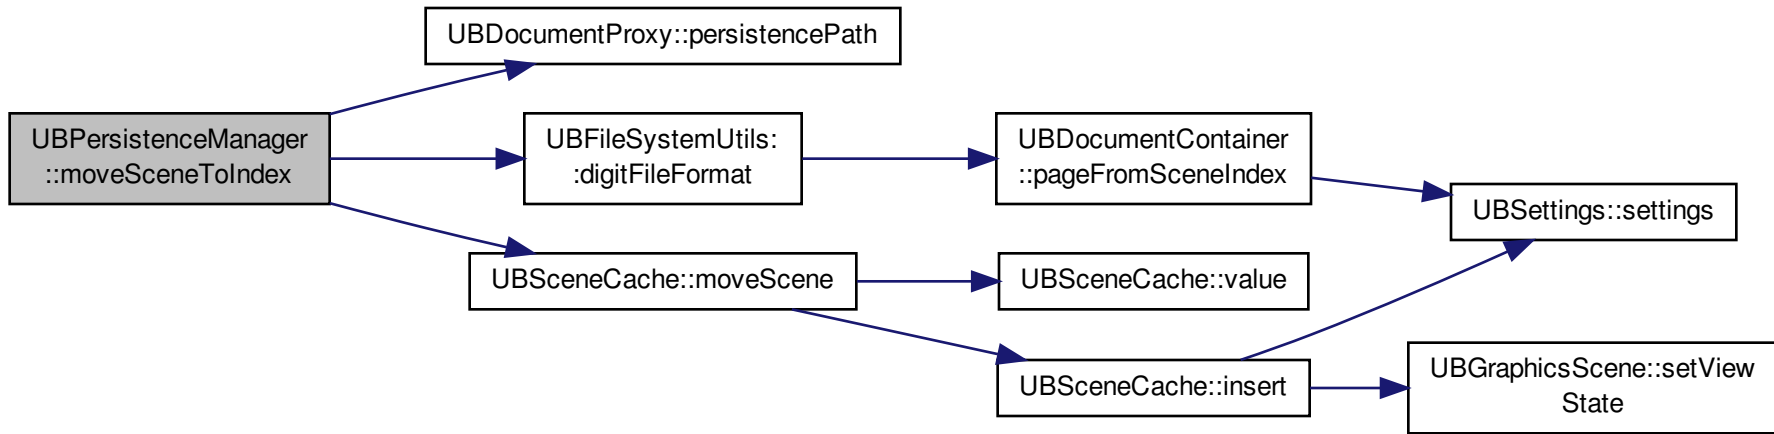 UBDocumentProxy::persistencePath
UBPersistenceManager
::moveSceneToIndex
UBFileSystemUtils:
:digitFileFormat
UBDocumentContainer
::pageFromSceneIndex
UBSettings::settings
UBSceneCache::moveScene
UBSceneCache::value
UBSceneCache::insert
UBGraphicsScene::setView
State